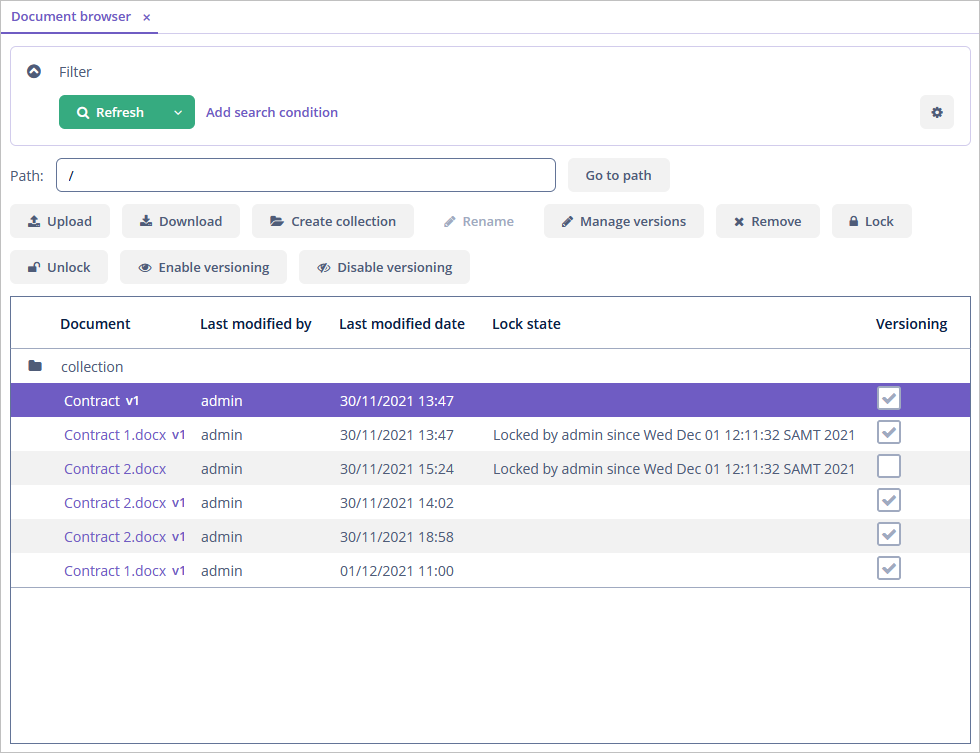 Document browser ×
Filter
Refresh Add search condition
Path: / Go to path
Upload Download Create collection Rename Manage versions Remove Lock
Unlock Enable versioning Disable versioning
Document Last modified by Last modified date Lock state Versioning
collection
Contract v1 admin 30/11/2021 13:47
Contract 1.docx v1 admin 30/11/2021 13:47 Locked by admin since Wed Dec 01 12:11:32 SAMT 2021
Contract 2.docx admin 30/11/2021 15:24 Locked by admin since Wed Dec 01 12:11:32 SAMT 2021
Contract 2.docx v1 admin 30/11/2021 14:02
Contract 2.docx v1 admin 30/11/2021 18:58
Contract 1.docx v1 admin 01/12/2021 11:00